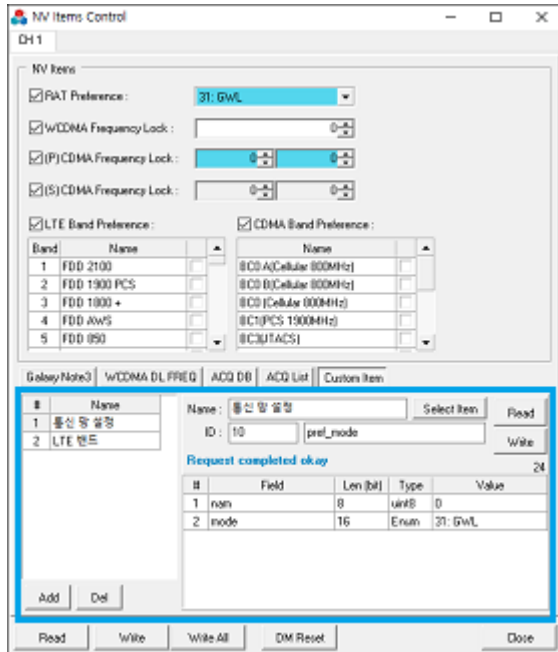 NV Items Control
CH 1
NV Items
RAT Preference :
31: GWL
WCDMA Frequency Lock :
0
(P)CDMA Frequency Lock :
0 0
(S)CDMA Frequency Lock :
0 0
LTE Band Preference :
CDMA Band Preference :
Band Name
Name
1 FDD 2100
BC0 A(Cellular 800MHz)
2 FDD 1900 PCS
BC0 B(Cellular 800MHz)
3 FDD 1800 +
BC0 (Cellular 800MHz)
4 FDD AWS
BC1(PCS 1900MHz)
5 FDD 850
BC3(JTACS)
Galaxy Note3 WCDMA DL FREQ ACQ DB ACQ List Custom Item
# Name
1 통신 망 설정
2 LTE 밴드
Name : 통신 망 설정 Select Item Read
ID : 10 pref_mode Write
Request completed okay
24
# Field Len (bit) Type Value
1 nam 8 uint8 0
2 mode 16 Enum 31: GWL
Add Del
Read Write Write All DM Reset Close